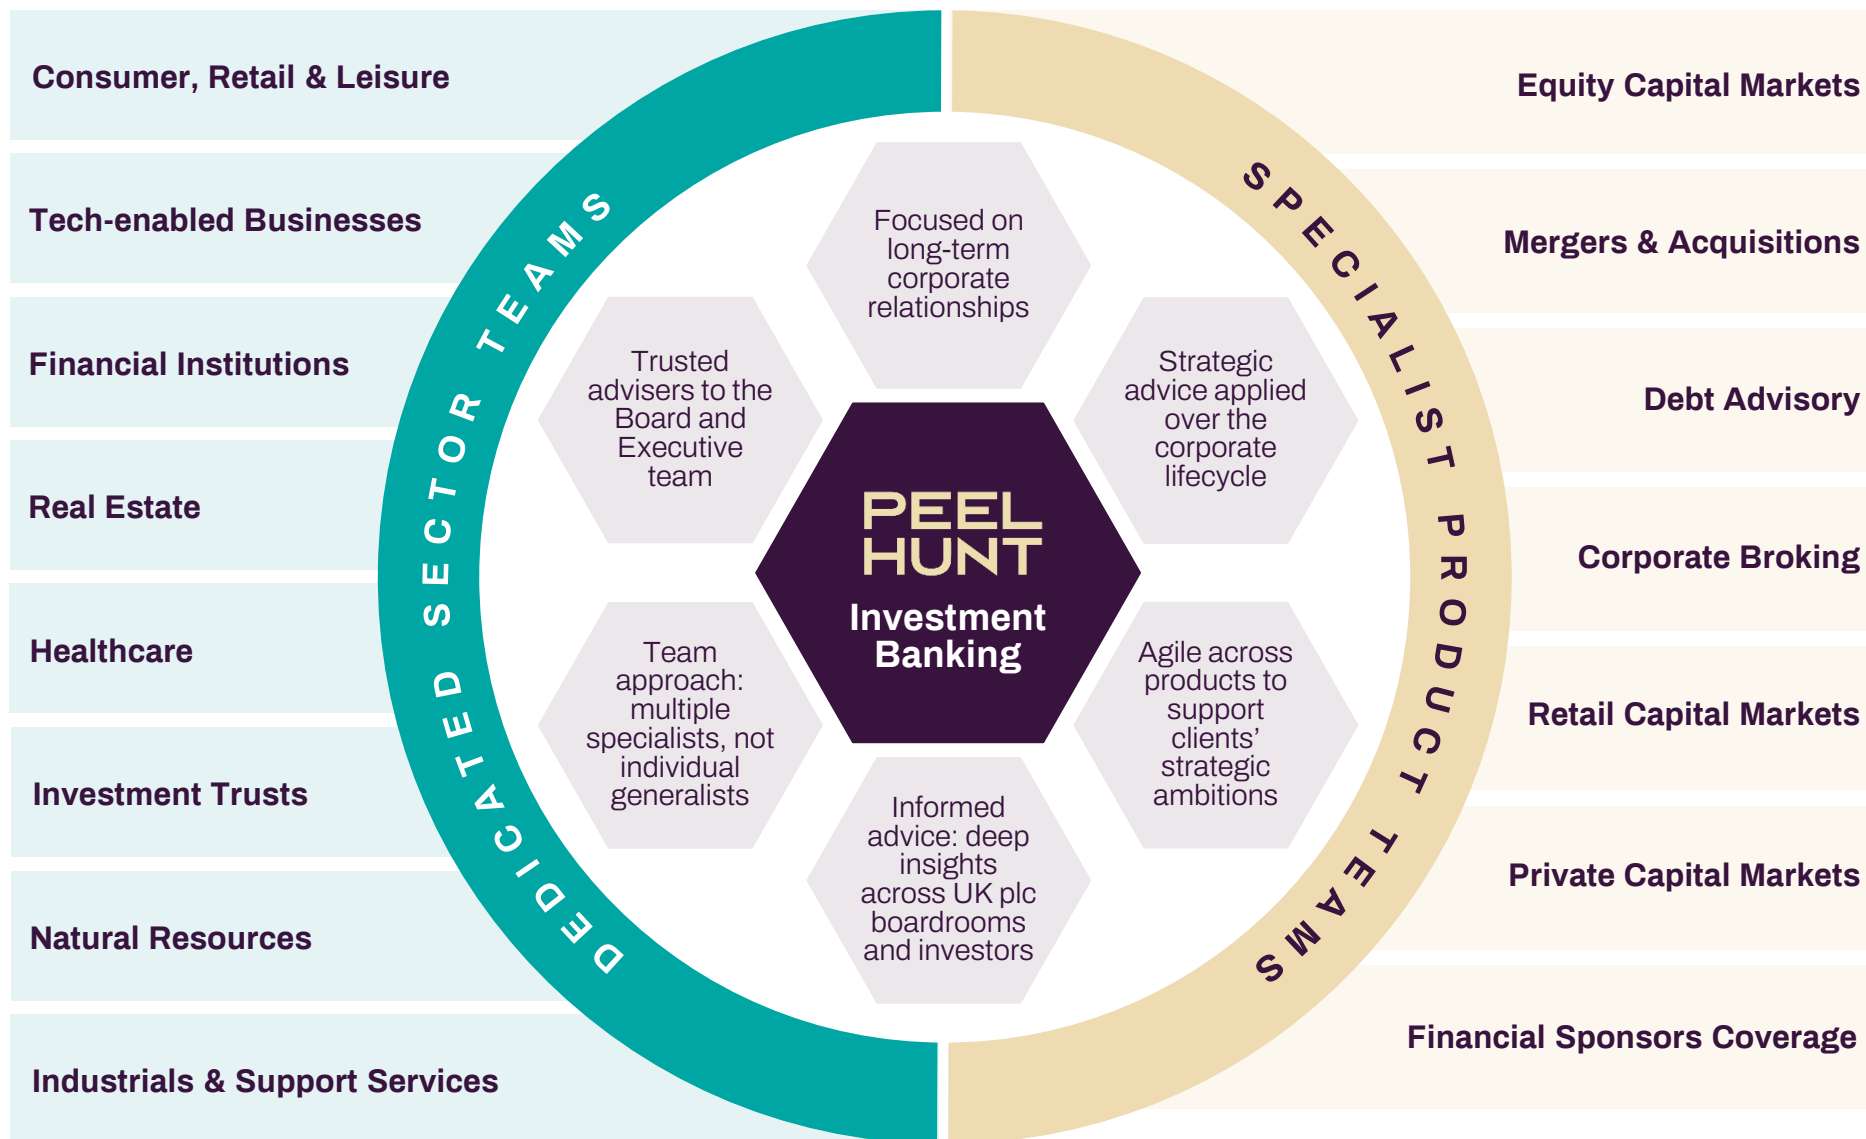 Consumer, Retail & Leisure
Tech-enabled Businesses
Financial Institutions
Real Estate
Healthcare
Investment Trusts
Natural Resources
Industrials & Support Services
DEDICATED SECTOR TEAMS
Focused on
long-term
corporate
relationships
Trusted
advisers to the
Board and
Executive
team
Strategic
advice applied
over the
corporate
lifecycle
PEEL
HUNT
Investment
Banking
Team
approach:
multiple
specialists, not
individual
generalists
Agile across
products to
support
clients’
strategic
ambitions
Informed
advice: deep
insights
across UK plc
boardrooms
and investors
SPECIALIST PRODUCT TEAMS
Equity Capital Markets
Mergers & Acquisitions
Debt Advisory
Corporate Broking
Retail Capital Markets
Private Capital Markets
Financial Sponsors Coverage